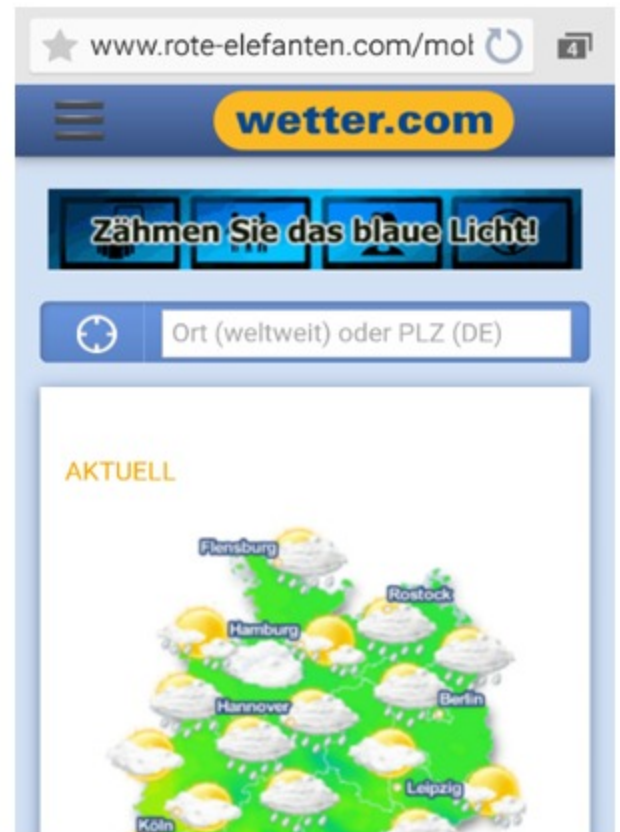 www.rote-elefanten.com/mol
4
wetter.com
Zähmen Sie das blaue Licht!
Ort (weltweit) oder PLZ (DE)
AKTUELL
Flensburg
Rostock
Hamburg
Hannover
Berlin
Leipzig
Köln